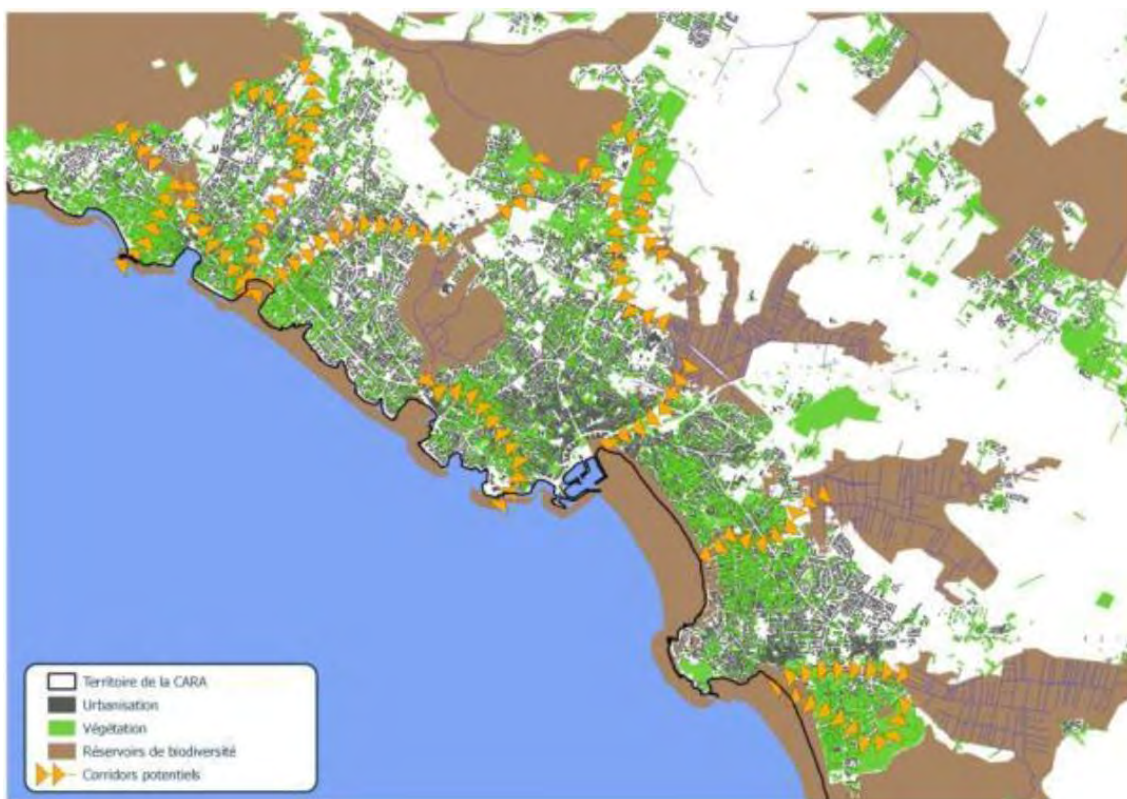 Territoire de la CARA
Urbanisation
Végétation
Réservoirs de biodiversité
Corridors potentiels